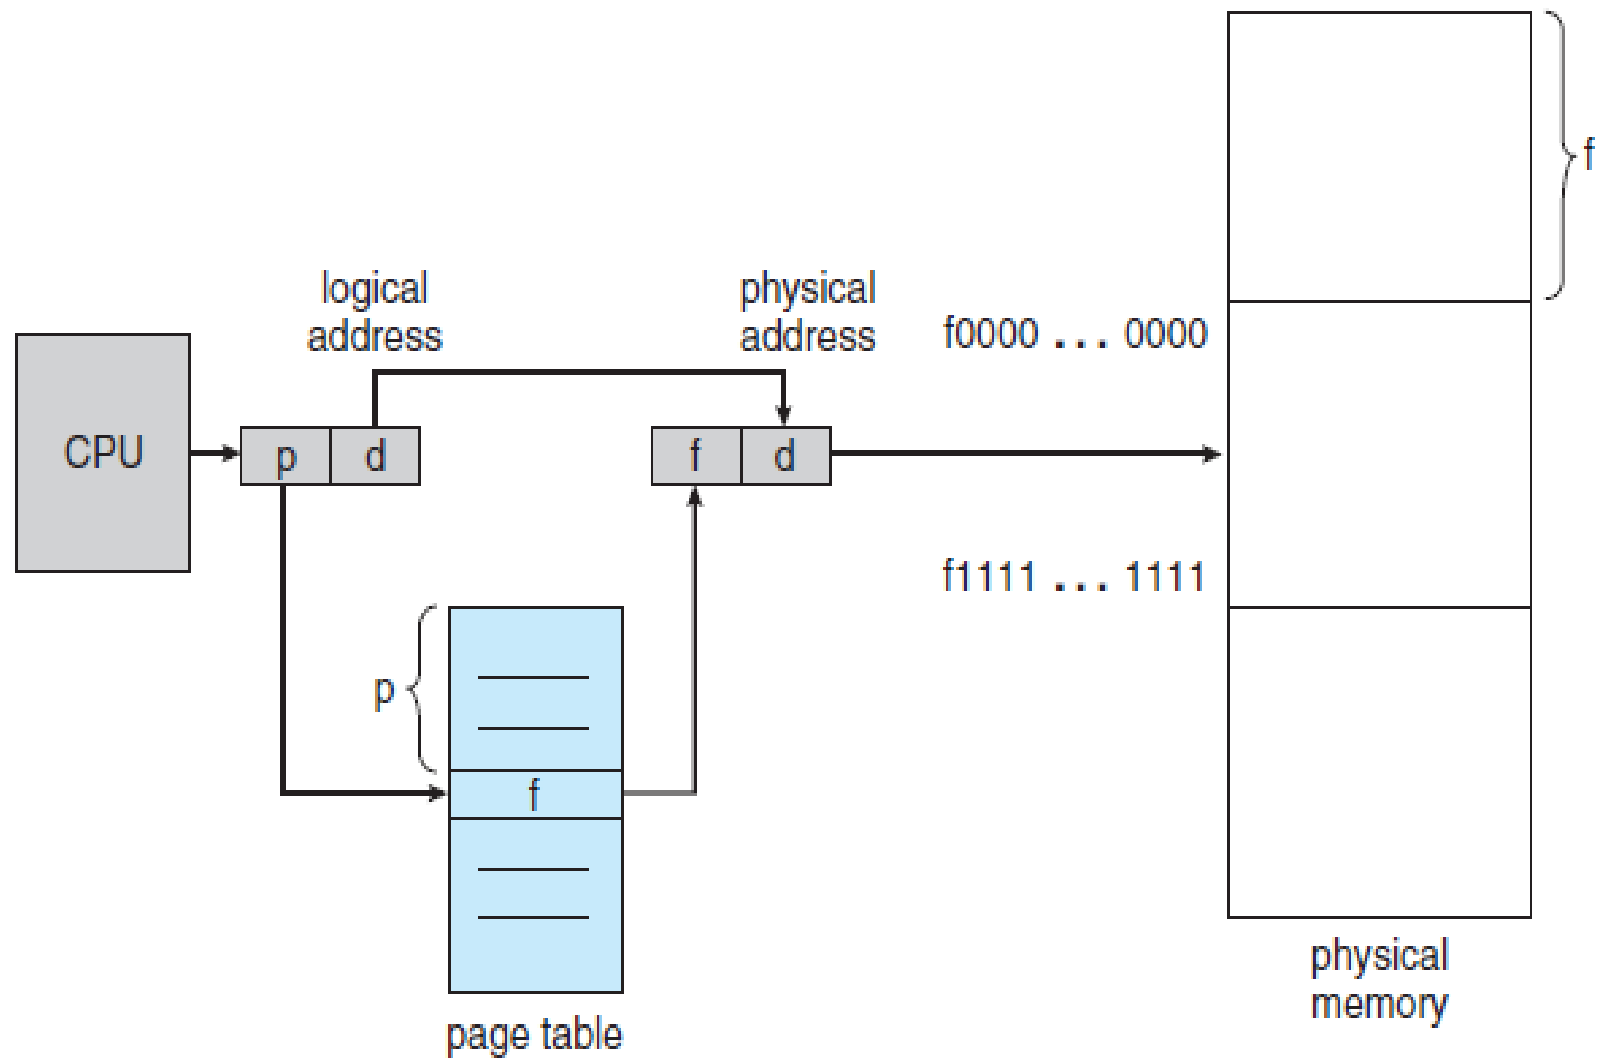 f
logical
address
physical
address
f0000 ... 0000
CPU
p
d
f
d
f1111 ... 1111
p
f
physical
memory
page table